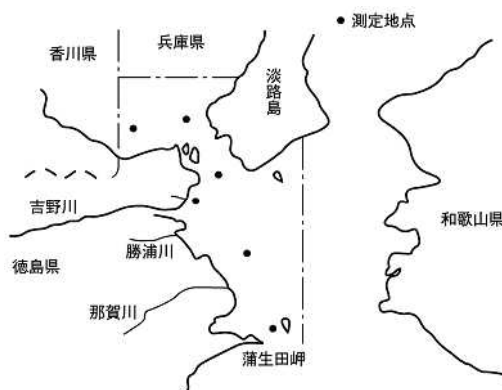 ● 測定地点
兵庫県
香川県
淡路島
吉野川
和歌山県
勝浦川
徳島県
那賀川
蒲生田岬